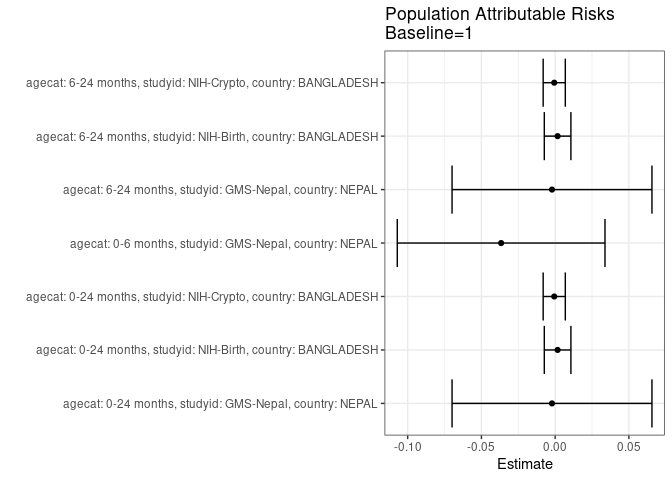 Population Attributable Risks
Baseline=1
agecat: 6-24 months, studyid: NIH-Crypto, country: BANGLADESH
agecat: 6-24 months, studyid: NIH-Birth, country: BANGLADESH
agecat: 6-24 months, studyid: GMS-Nepal, country: NEPAL
agecat: 0-6 months, studyid: GMS-Nepal, country: NEPAL
agecat: 0-24 months, studyid: NIH-Crypto, country: BANGLADESH
agecat: 0-24 months, studyid: NIH-Birth, country: BANGLADESH
agecat: 0-24 months, studyid: GMS-Nepal, country: NEPAL
-0.10 -0.05 0.00 0.05
Estimate